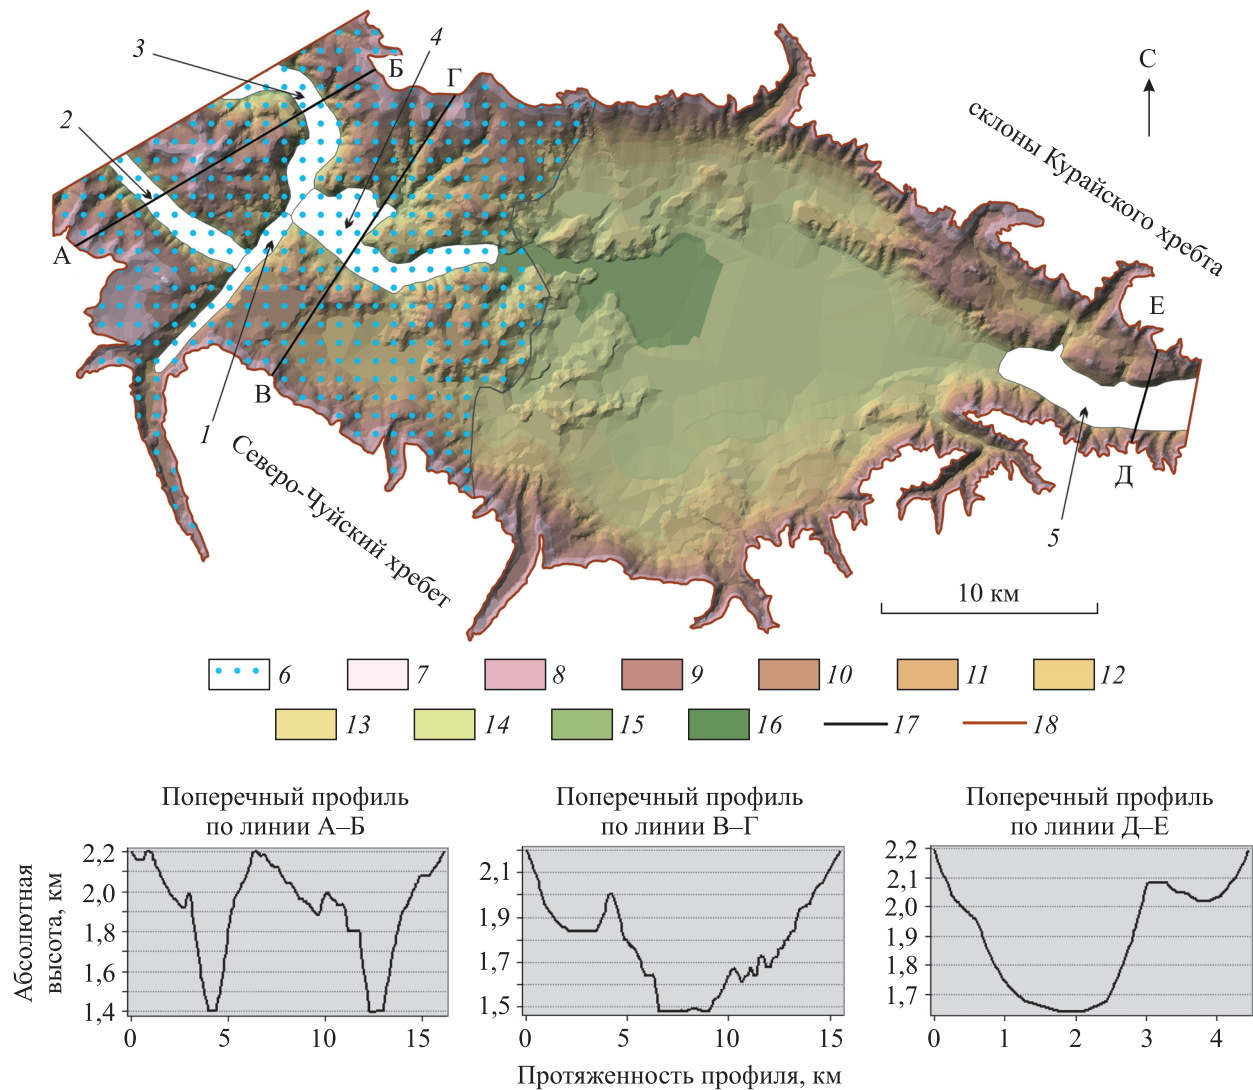 3
4
Б
Г
С
2
склоны Курайского хребта
А
Е
В
1
Северо-Чуйский хребет
Д
5
10 км
6 7 8 9 10 11 12
13 14 15 16 17 18
Поперечный профиль
по линии А–Б
Поперечный профиль
по линии В–Г
Поперечный профиль
по линии Д–Е
Абсолютная
высота, км
2,2
2,0
1,8
1,6
1,4
0 5 10 15
2,1
1,9
1,7
1,5
0 5 10 15
2,2
2,1
2,0
1,9
1,8
1,7
0 1 2 3 4
Протяженность профиля, км